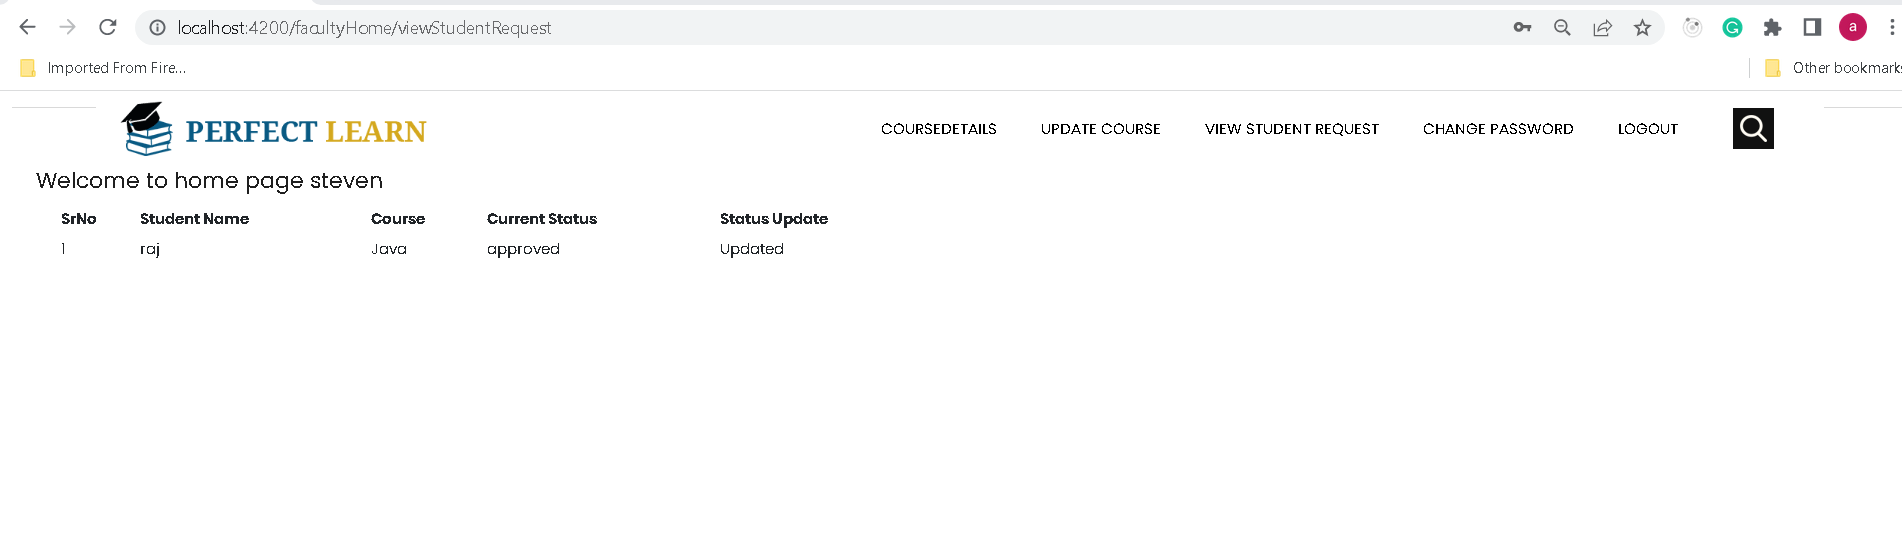 localhost:4200/facultyHome/viewStudentRequest
a
Imported From Fire...
Other bookmarks
PERFECT LEARN
COURSEDETAILS UPDATE COURSE VIEW STUDENT REQUEST CHANGE PASSWORD LOGOUT
Welcome to home page steven
SrNo Student Name Course Current Status Status Update
1 raj Java approved Updated